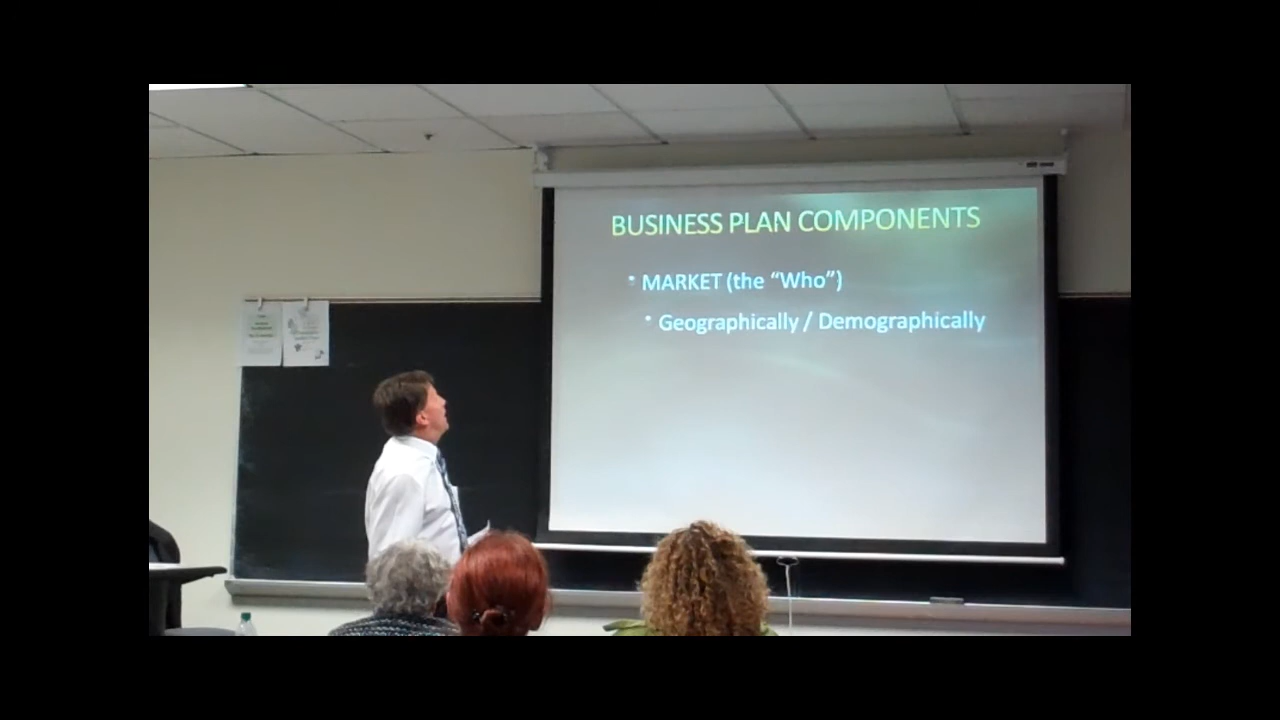 BUSINESS PLAN COMPONENTS
• MARKET (the “Who”)
• Geographically / Demographically